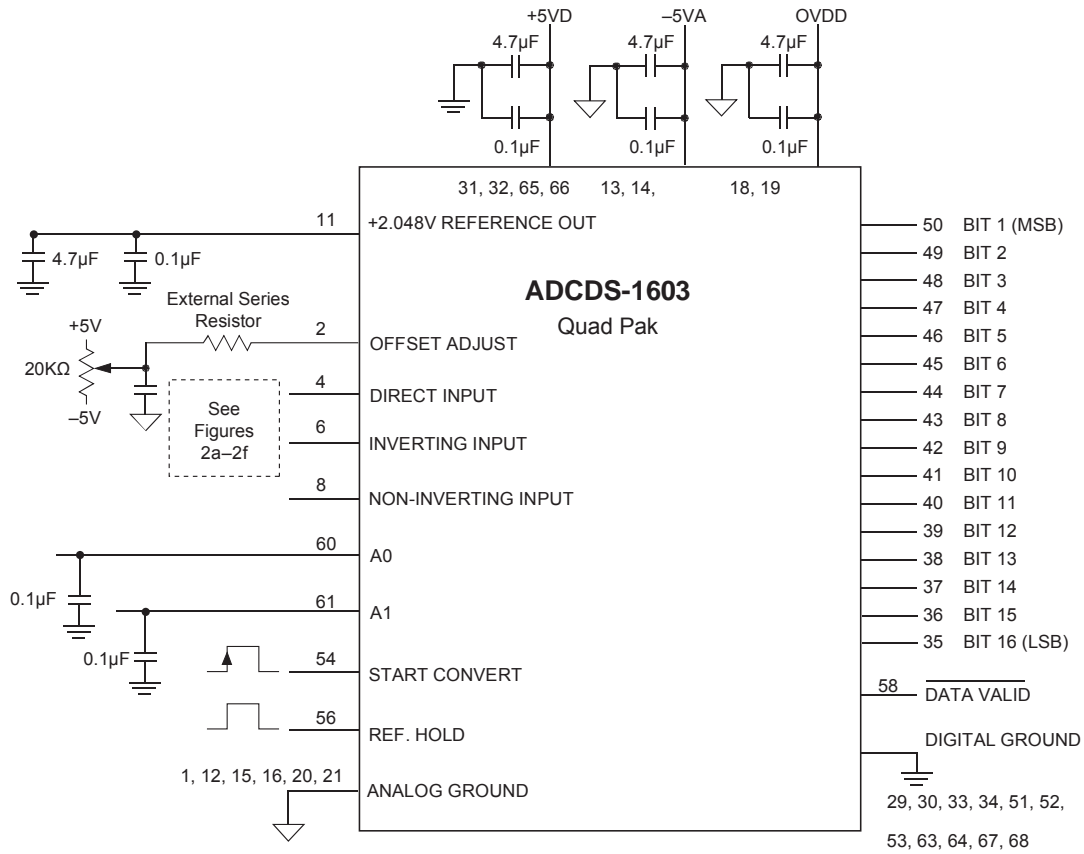 +5VD
–5VA
OVDD
4.7µF
4.7µF
4.7µF
0.1µF
0.1µF
0.1µF
31, 32, 65, 66
13, 14,
18, 19
11
+2.048V REFERENCE OUT
4.7µF
0.1µF
ADCDS-1603
Quad Pak
External Series
Resistor
+5V
20KΩ
–5V
2
OFFSET ADJUST
4
DIRECT INPUT
See
Figures
2a–2f
6
INVERTING INPUT
8
NON-INVERTING INPUT
60
A0
0.1µF
61
A1
0.1µF
54
START CONVERT
56
REF. HOLD
1, 12, 15, 16, 20, 21
ANALOG GROUND
50 BIT 1 (MSB)
49 BIT 2
48 BIT 3
47 BIT 4
46 BIT 5
45 BIT 6
44 BIT 7
43 BIT 8
42 BIT 9
41 BIT 10
40 BIT 11
39 BIT 12
38 BIT 13
37 BIT 14
36 BIT 15
35 BIT 16 (LSB)
58 DATA VALID
DIGITAL GROUND
29, 30, 33, 34, 51, 52,
53, 63, 64, 67, 68